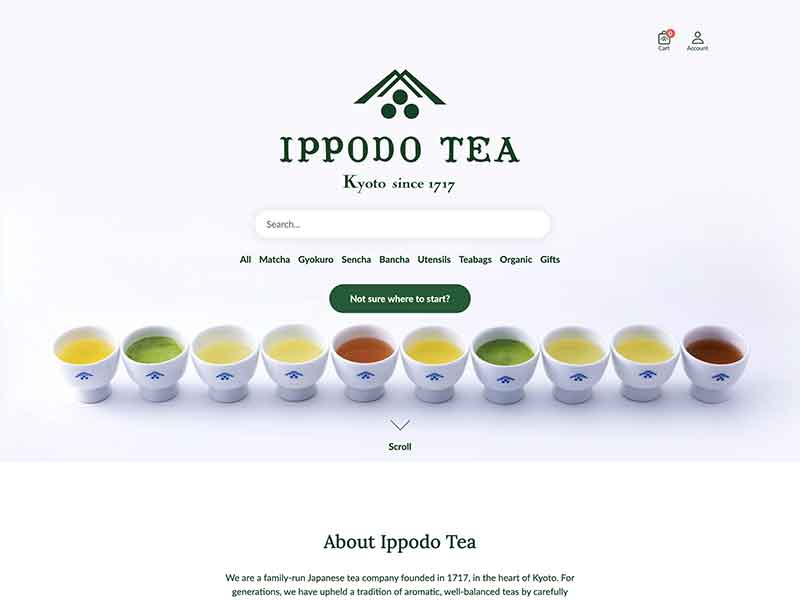 0
Cart Account
IPPODO TEA
Kyoto since 1717
Search...
All Matcha Gyokuro Sencha Bancha Utensils Teabags Organic Gifts
Not sure where to start?
Scroll
About Ippodo Tea
We are a family-run Japanese tea company founded in 1717, in the heart of Kyoto. For
generations, we have upheld a tradition of aromatic, well-balanced teas by carefully